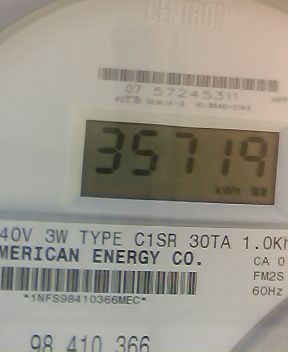 CENTRON
07 57245311
35719
kWh
40V 3W TYPE C1SR 30TA 1.0Kh
MERICAN ENERGY CO.
CA 0
FM2S
60Hz
*1NFS98410366MEC*
98 410 366